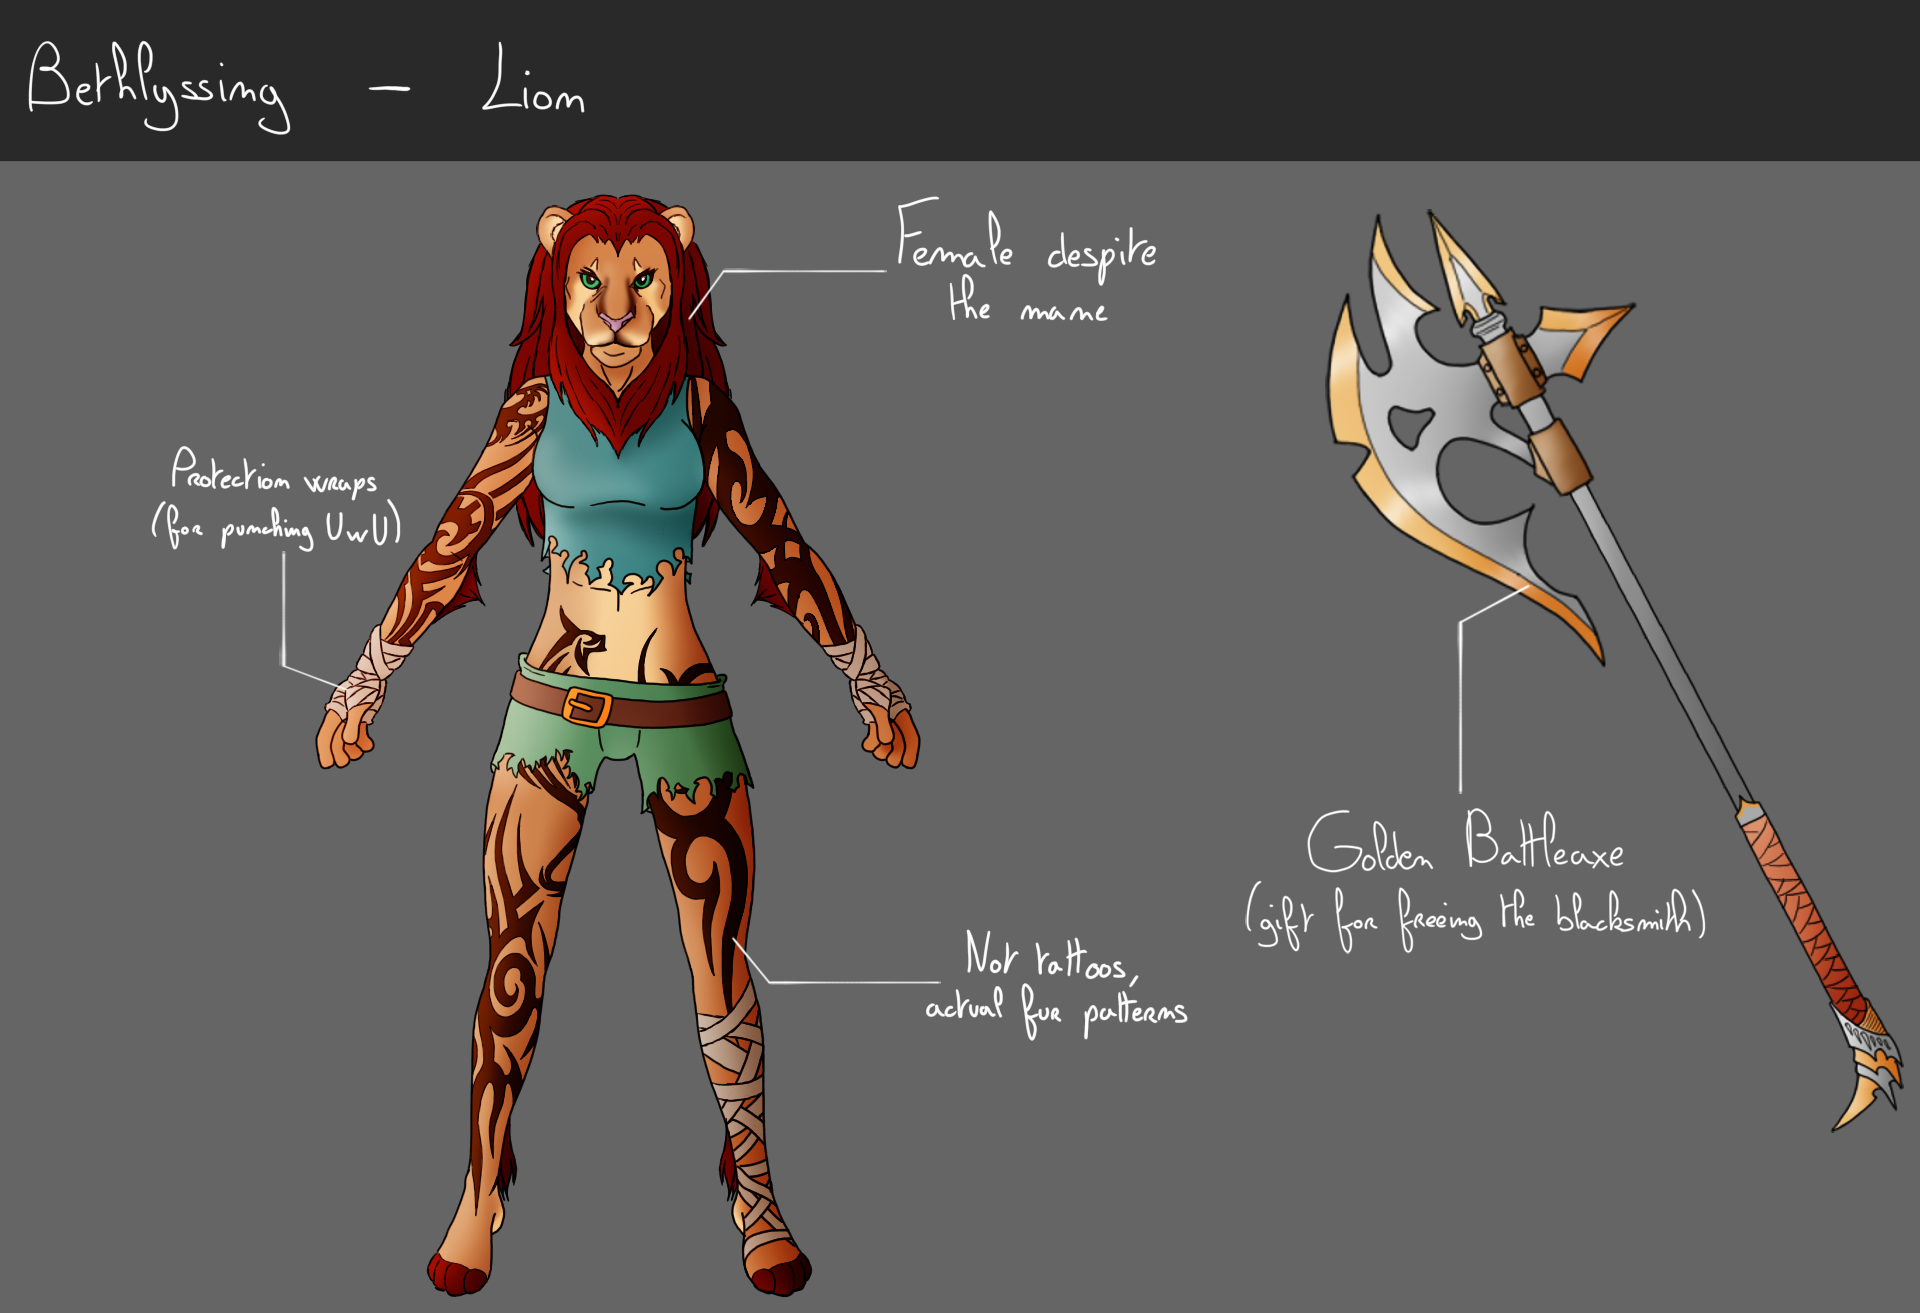 Bethlyssing — Lion
Female despite
the mane
Protection wraps
(for punching UwU)
Golden Battleaxe
(gift for freeing the blacksmith)
Not tattoos,
actual fur patterns